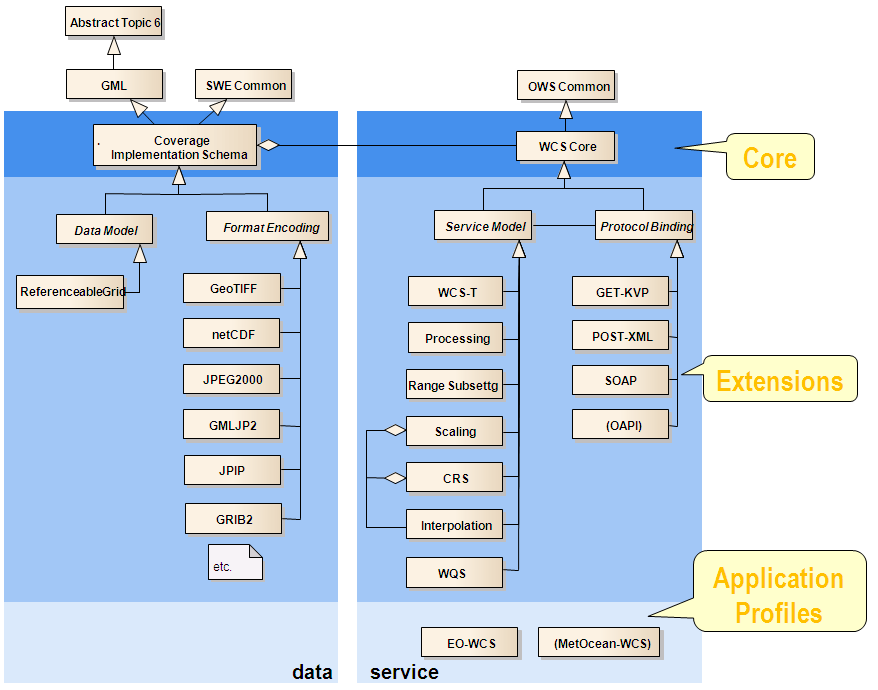 Abstract Topic 6
GML
SWE Common
OWS Common
Coverage
Implementation Schema
WCS Core
Core
Data Model
Format Encoding
Service Model
Protocol Binding
ReferenceableGrid
GeoTIFF
netCDF
JPEG2000
GMLJP2
JPIP
GRIB2
etc.
WCS-T
Processing
Range Subsettg
Scaling
CRS
Interpolation
WQS
GET-KVP
POST-XML
SOAP
(OAPI)
Extensions
Application
Profiles
EO-WCS
(MetOcean-WCS)
data
service